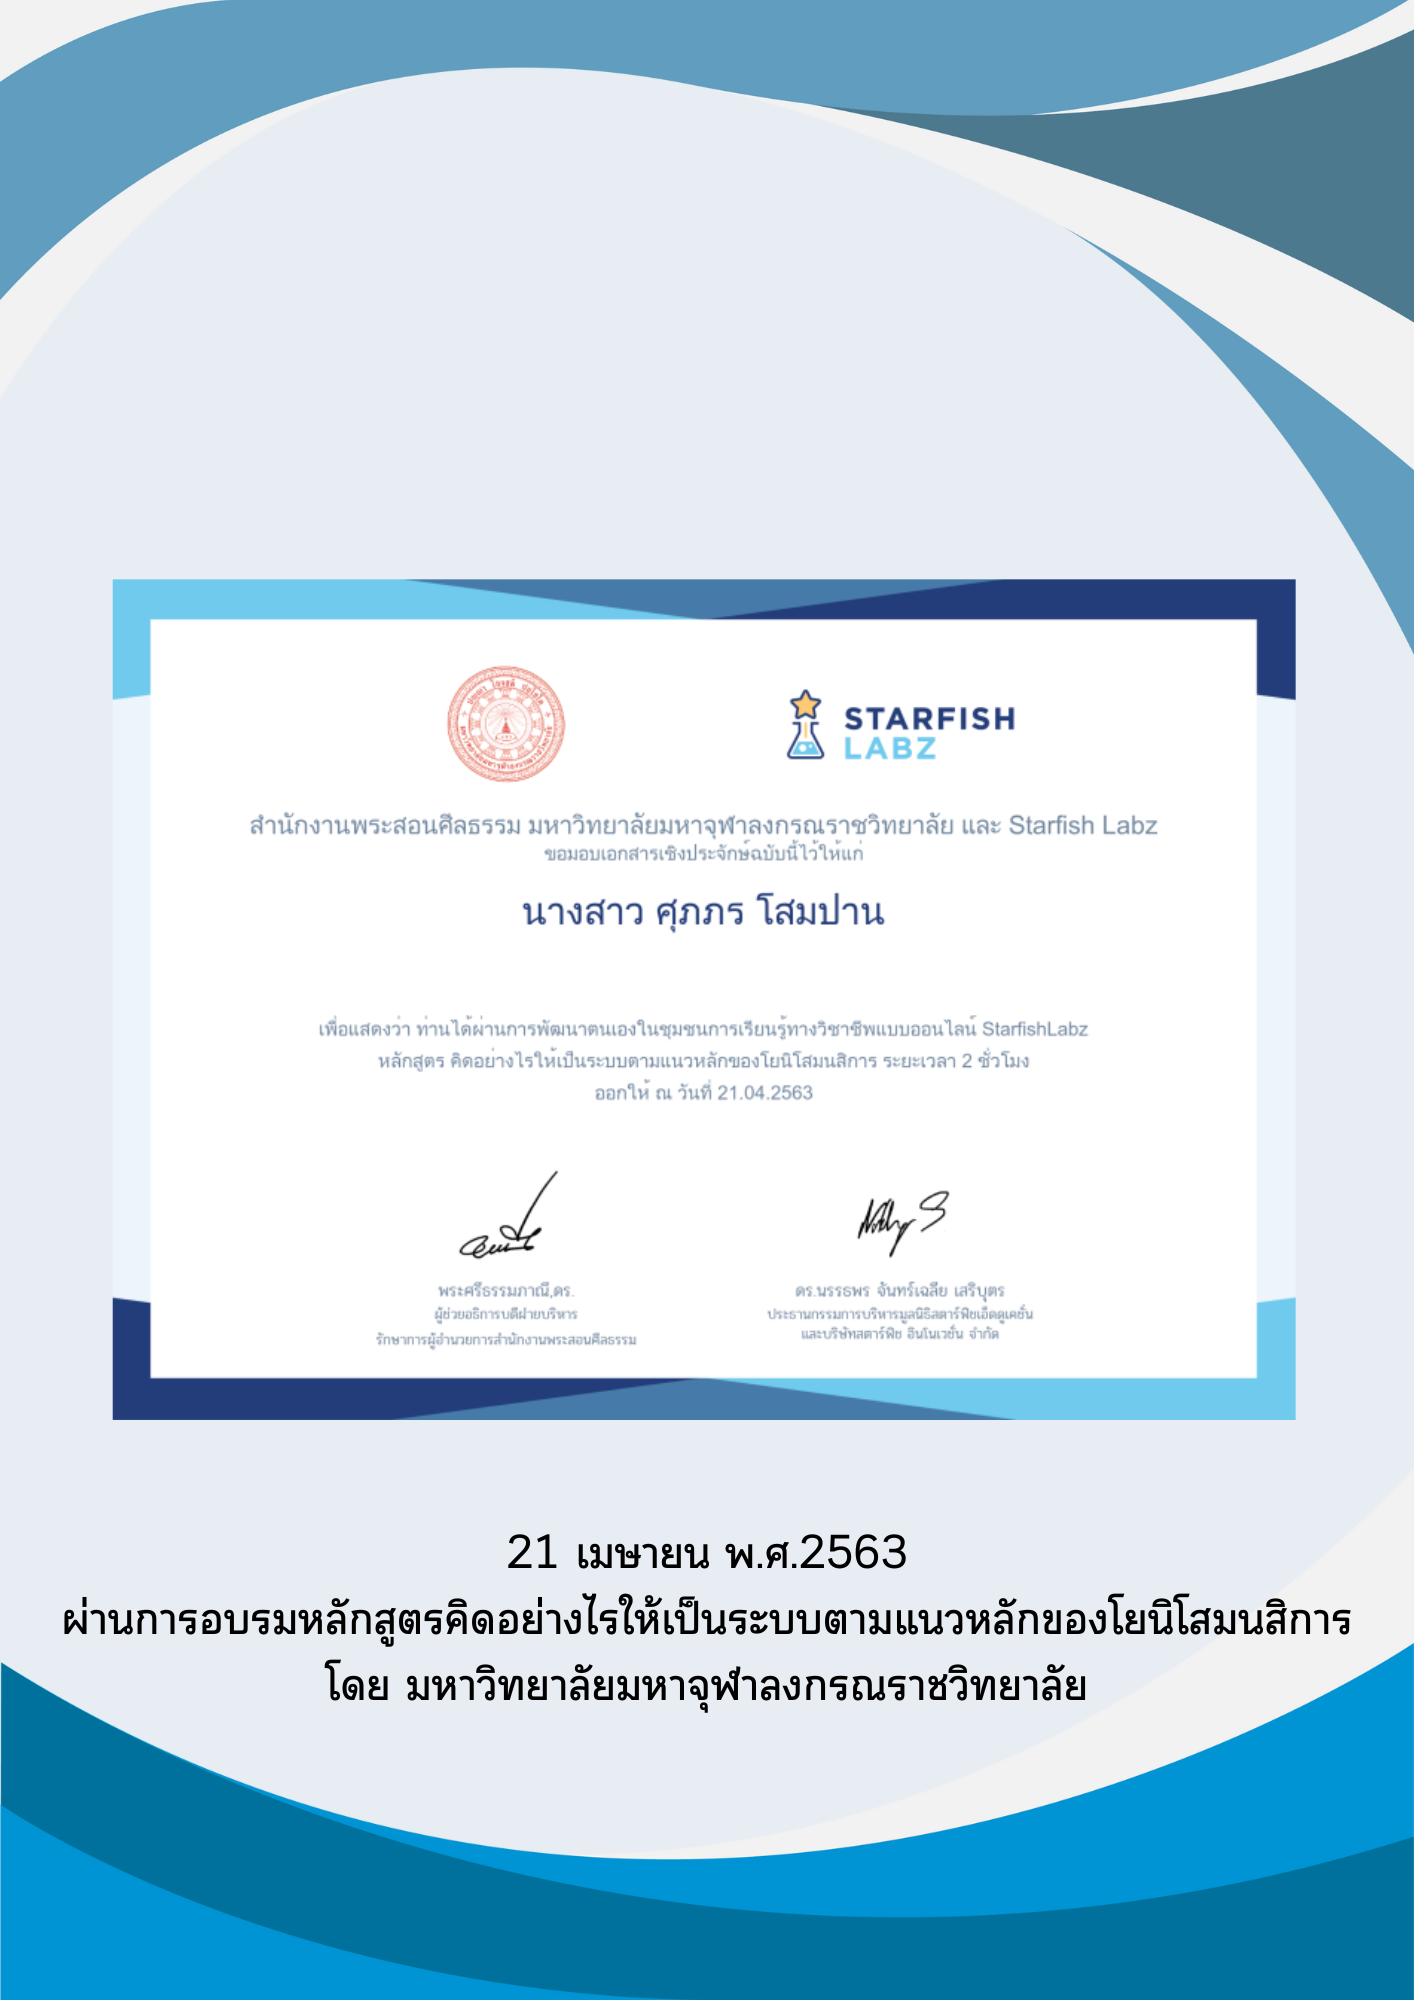 STARFISH
LABZ
สำนักงานพระสอนศีลธรรม มหาวิทยาลัยมหาจุฬาลงกรณราชวิทยาลัย และ Starfish Labz
ขอมอบเอกสารเชิงประจักษ์ฉบับนี้ไว้ให้แก่
นางสาว ศุภภร โสมปาน
เพื่อแสดงว่า ท่านได้ผ่านการพัฒนาตนเองในชุมชนการเรียนรู้ทางวิชาชีพแบบออนไลน์ StarfishLabz
หลักสูตร คิดอย่างไรให้เป็นระบบตามแนวหลักของโยนิโสมนสิการ ระยะเวลา 2 ชั่วโมง
ออกให้ ณ วันที่ 21.04.2563
พระศรีธรรมภาณี,ดร.
ผู้ช่วยอธิการบดีฝ่ายบริหาร
รักษาการผู้อำนวยการสำนักงานพระสอนศีลธรรม
ดร.นรรธพร จันทร์เฉลี่ย เสริบุตร
ประธานกรรมการบริหารมูลนิธิสตาร์ฟิชเอ็ดดูเคชั่น
และบริษัทสตาร์ฟิช อินโนเวชั่น จำกัด
21 เมษายน พ.ศ.2563
ผ่านการอบรมหลักสูตรคิดอย่างไรให้เป็นระบบตามแนวหลักของโยนิโสมนสิการ
โดย มหาวิทยาลัยมหาจุฬาลงกรณราชวิทยาลัย